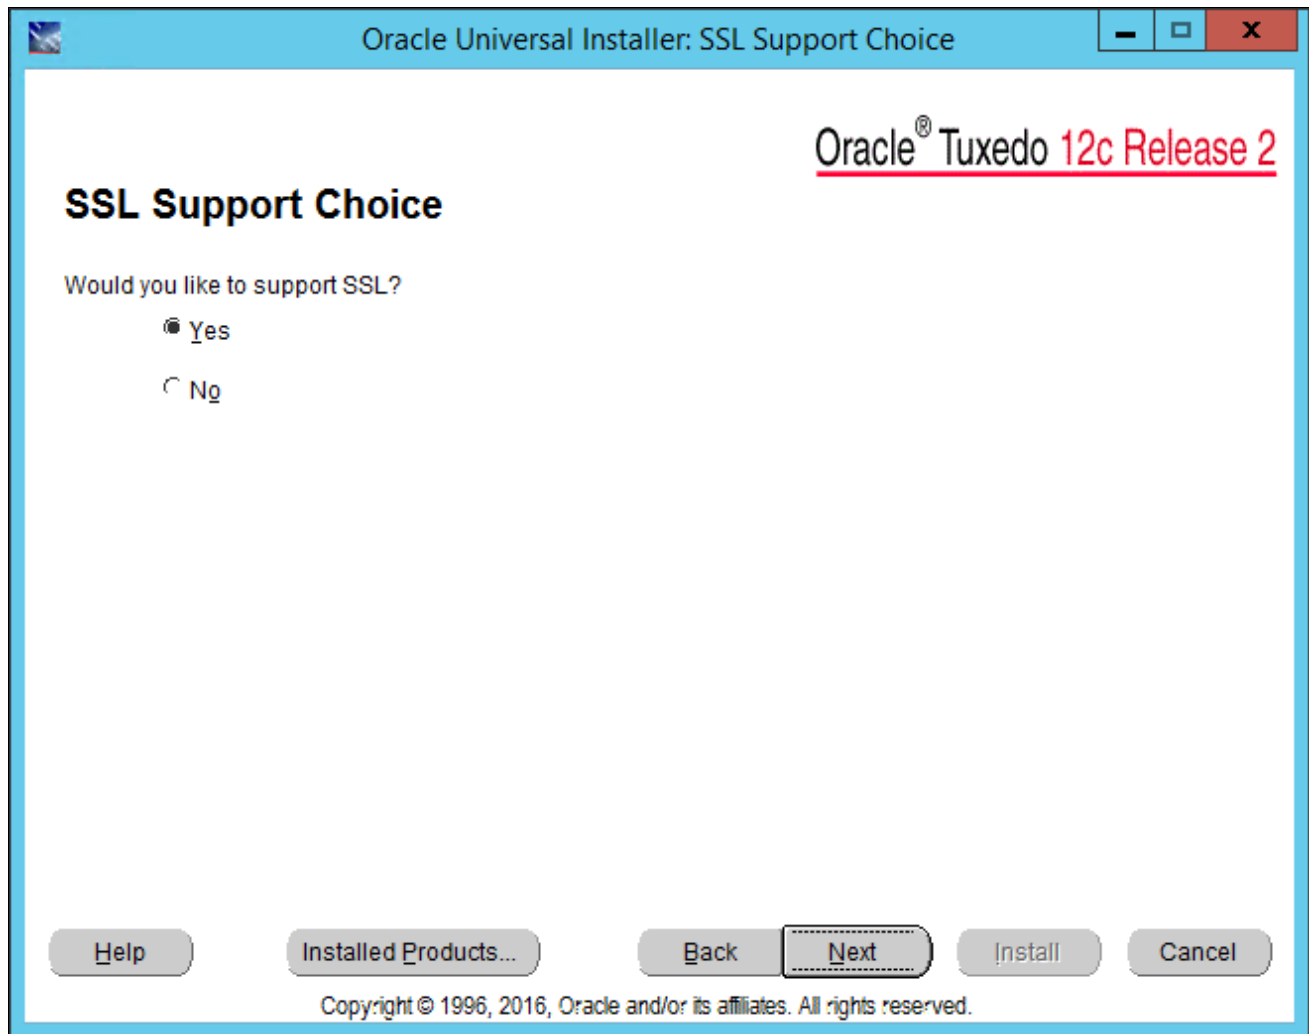 Oracle Universal Installer: SSL Support Choice
Oracle® Tuxedo 12c Release 2
SSL Support Choice
Would you like to support SSL?
Yes
No
Help Installed Products... Back Next Install Cancel
Copyright © 1996, 2016, Oracle and/or its affiliates. All rights reserved.